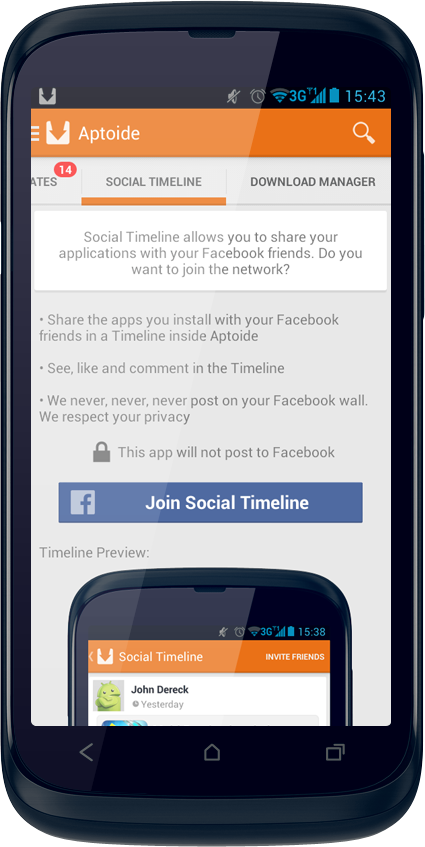 3G T1 15:43
Aptoide
ATES 14 SOCIAL TIMELINE DOWNLOAD MANAGER
Social Timeline allows you to share your
applications with your Facebook friends. Do you
want to join the network?
• Share the apps you install with your Facebook
friends in a Timeline inside Aptoide
• See, like and comment in the Timeline
• We never, never, never post on your Facebook wall.
We respect your privacy
This app will not post to Facebook
f Join Social Timeline
Timeline Preview:
3G T1 15:38
Social Timeline INVITE FRIENDS
John Dereck
Yesterday